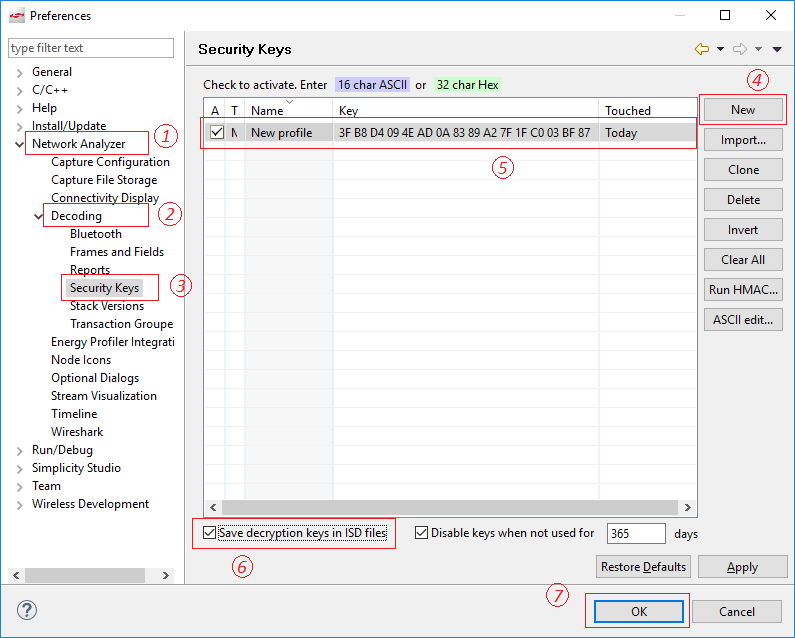 Preferences
type filter text
General
C/C++
Help
Install/Update
Network Analyzer
1
Capture Configuration
Capture File Storage
Connectivity Display
Decoding
2
Bluetooth
Frames and Fields
Reports
Security Keys
3
Stack Versions
Transaction Groupe
Energy Profiler Integrati
Node Icons
Optional Dialogs
Stream Visualization
Timeline
Wireshark
Run/Debug
Simplicity Studio
Team
Wireless Development
Security Keys
Check to activate. Enter 16 char ASCII or 32 char Hex
4
A T Name Key Touched
N New profile 3F B8 D4 09 4E AD 0A 83 89 A2 7F 1F C0 03 BF 87 Today
5
New
Import...
Clone
Delete
Invert
Clear All
Run HMAC...
ASCII edit...
Save decryption keys in ISD files Disable keys when not used for 365 days
6
Restore Defaults Apply
7
? OK Cancel